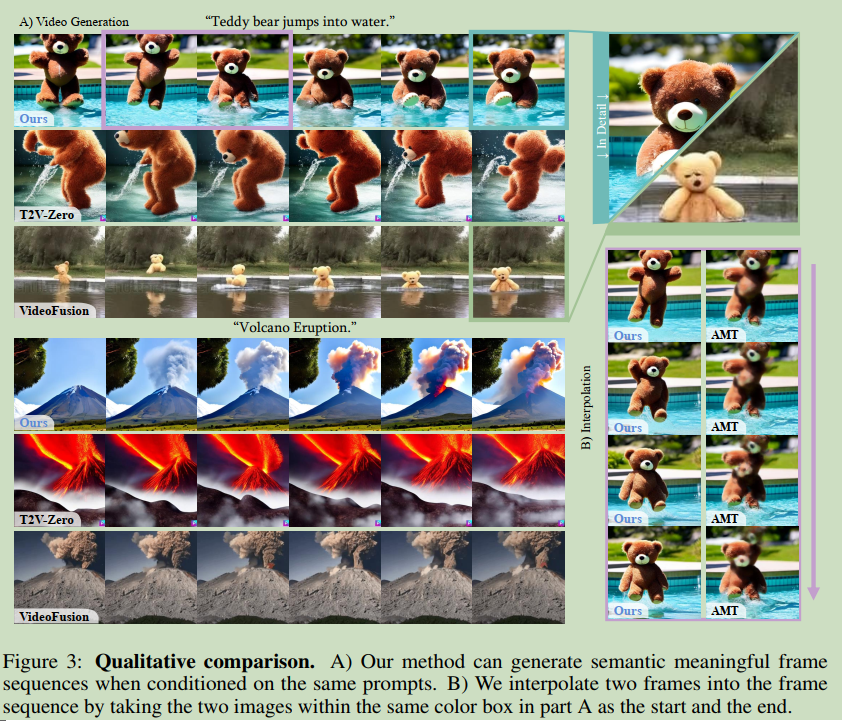 A) Video Generation
“Teddy bear jumps into water.”
Ours
T2V-Zero
VideoFusion
“Volcano Eruption.”
Ours
T2V-Zero
VideoFusion
↓ In Detail ↓
B) Interpolation
Ours AMT
Ours AMT
Ours AMT
Ours AMT
Figure 3: Qualitative comparison. A) Our method can generate semantic meaningful frame
sequences when conditioned on the same prompts. B) We interpolate two frames into the frame
sequence by taking the two images within the same color box in part A as the start and the end.